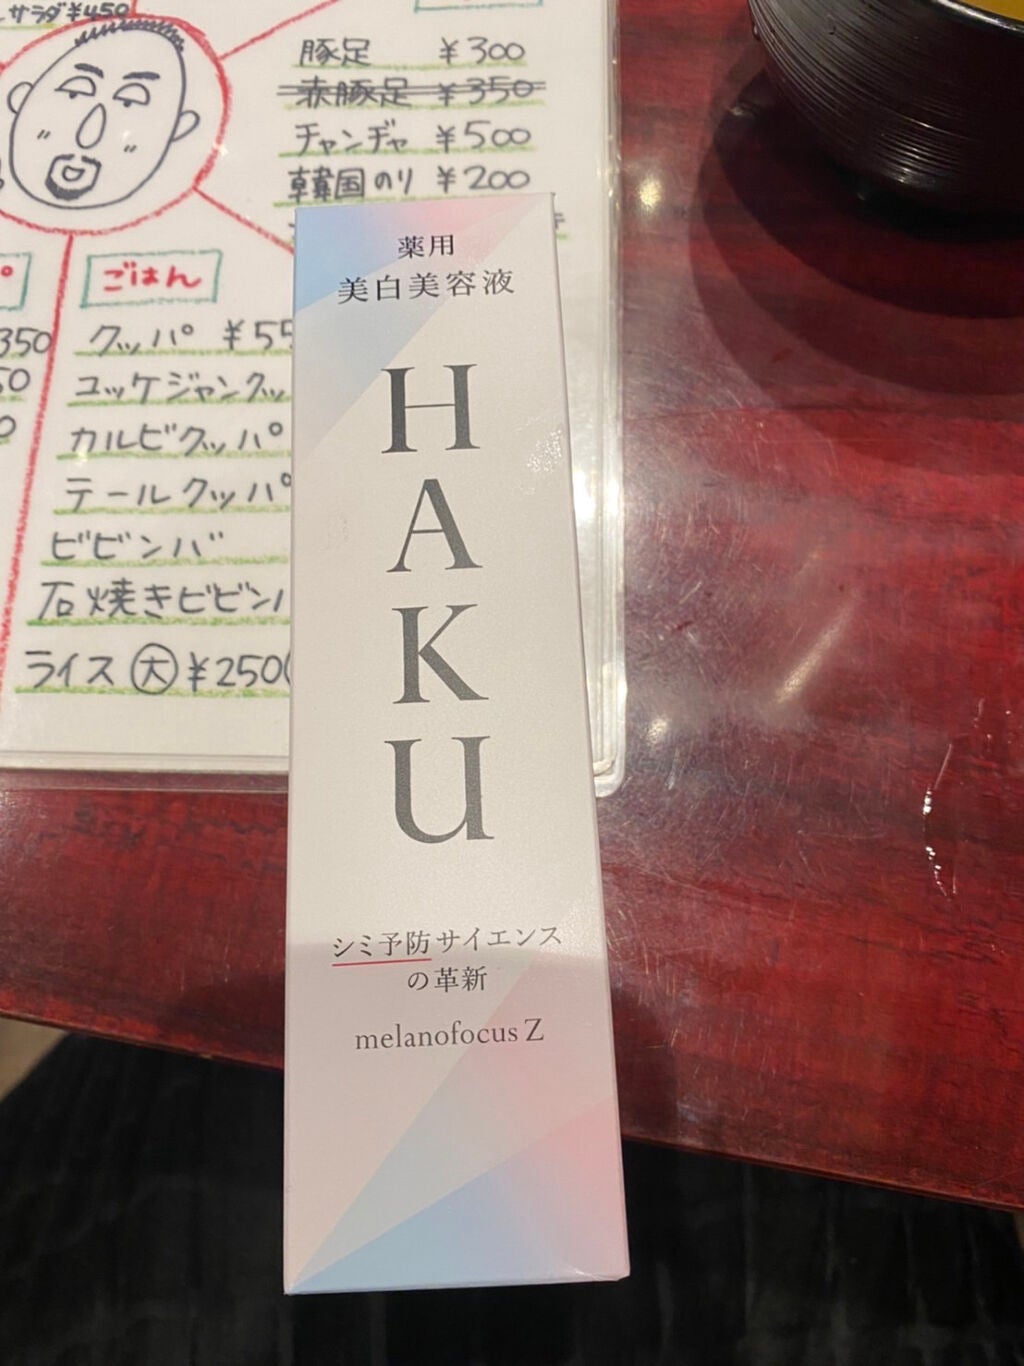 サラダ¥450
豚足 ¥300
赤豚足 ¥350
チャンヂャ ¥500
韓国のり ¥200
ごはん
350
クッパ ¥55
50
ユッケジャンクッ
カルビクッパ
テールクッパ
ビビンバ
石焼きビビン
ライス 大 ¥250(
薬用
美白美容液
HAKU
シミ予防サイエンス
の革新
melanofocus Z